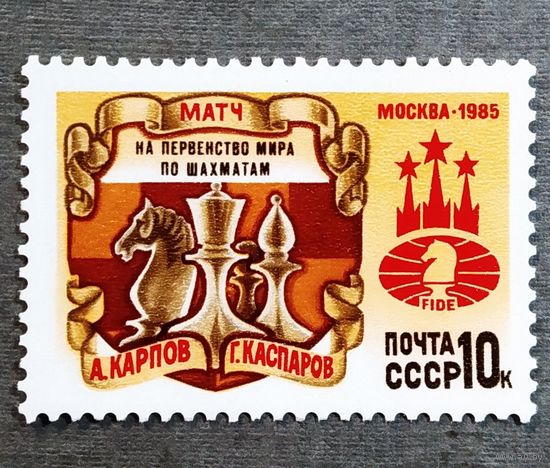 МАТЧ
НА ПЕРВЕНСТВО МИРА
ПО ШАХМАТАМ
МОСКВА·1985
FIDE
А.КАРПОВ
Г.КАСПАРОВ
ПОЧТА
СССР 10К